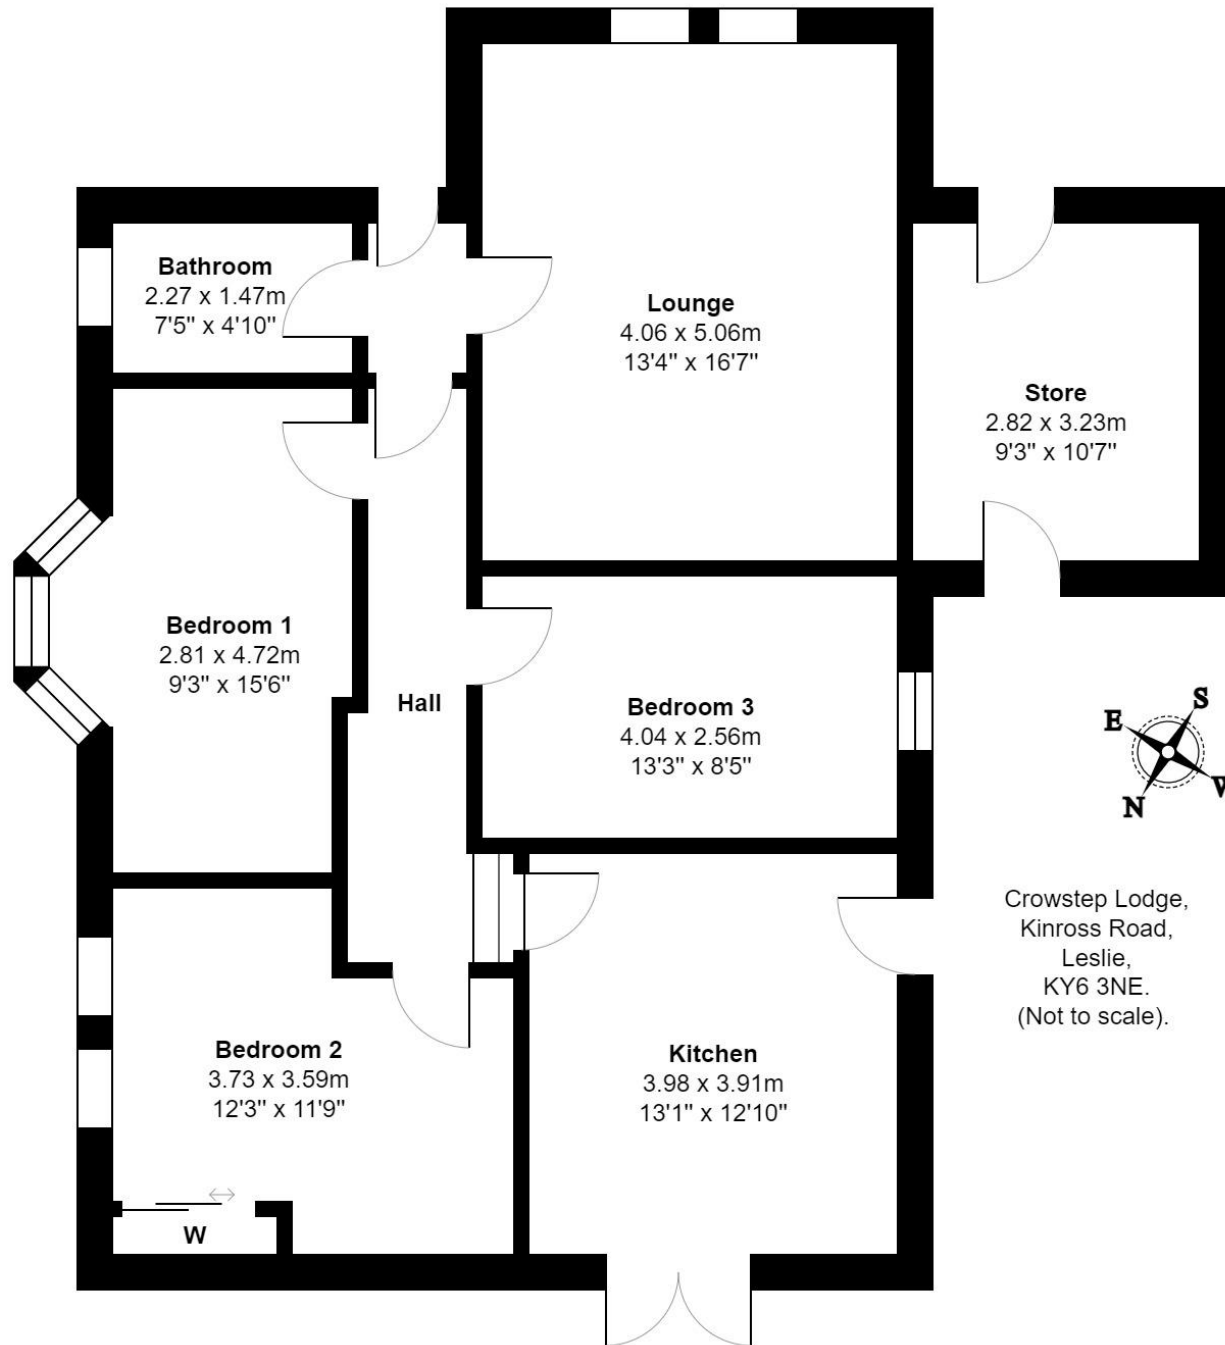 Bathroom
2.27 x 1.47m
7'5" x 4'10"
Lounge
4.06 x 5.06m
13'4" x 16'7"
Store
2.82 x 3.23m
9'3" x 10'7"
Bedroom 1
2.81 x 4.72m
9'3" x 15'6"
Hall
Bedroom 3
4.04 x 2.56m
13'3" x 8'5"
S
E
W
N
Crowstep Lodge,
Kinross Road,
Leslie,
KY6 3NE.
(Not to scale).
Bedroom 2
3.73 x 3.59m
12'3" x 11'9"
Kitchen
3.98 x 3.91m
13'1" x 12'10"
W